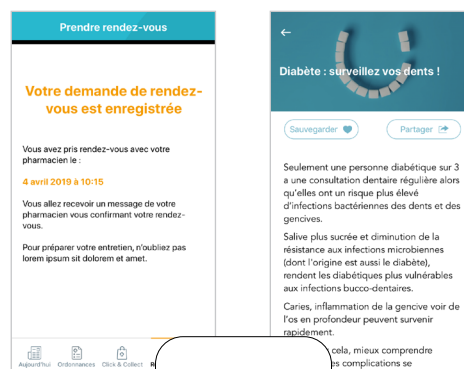 Prendre rendez-vous
Votre demande de rendez-
vous est enregistrée
Vous avez pris rendez-vous avec votre
pharmacien le :
4 avril 2019 à 10:15
Vous allez recevoir un message de votre
pharmacien vous confirmant votre rendez-
vous.
Pour préparer votre entretien, n'oubliez pas
lorem ipsum sit dolorem et amet.
Aujourd'hui
Ordonnances
Click & Collect
Diabète : surveillez vos dents !
Sauvegarder
Partager
Seulement une personne diabétique sur 3
a une consultation dentaire régulière alors
qu'elles ont un risque plus élevé
d'infections bactériennes des dents et des
gencives.
Salive plus sucrée et diminution de la
résistance aux infections microbiennes
(dont l'origine est aussi le diabète),
rendent les diabétiques plus vulnérables
aux infections bucco-dentaires.
Caries, inflammation de la gencive voir de
l'os en profondeur peuvent survenir
rapidement.
cela, mieux comprendre
complications se